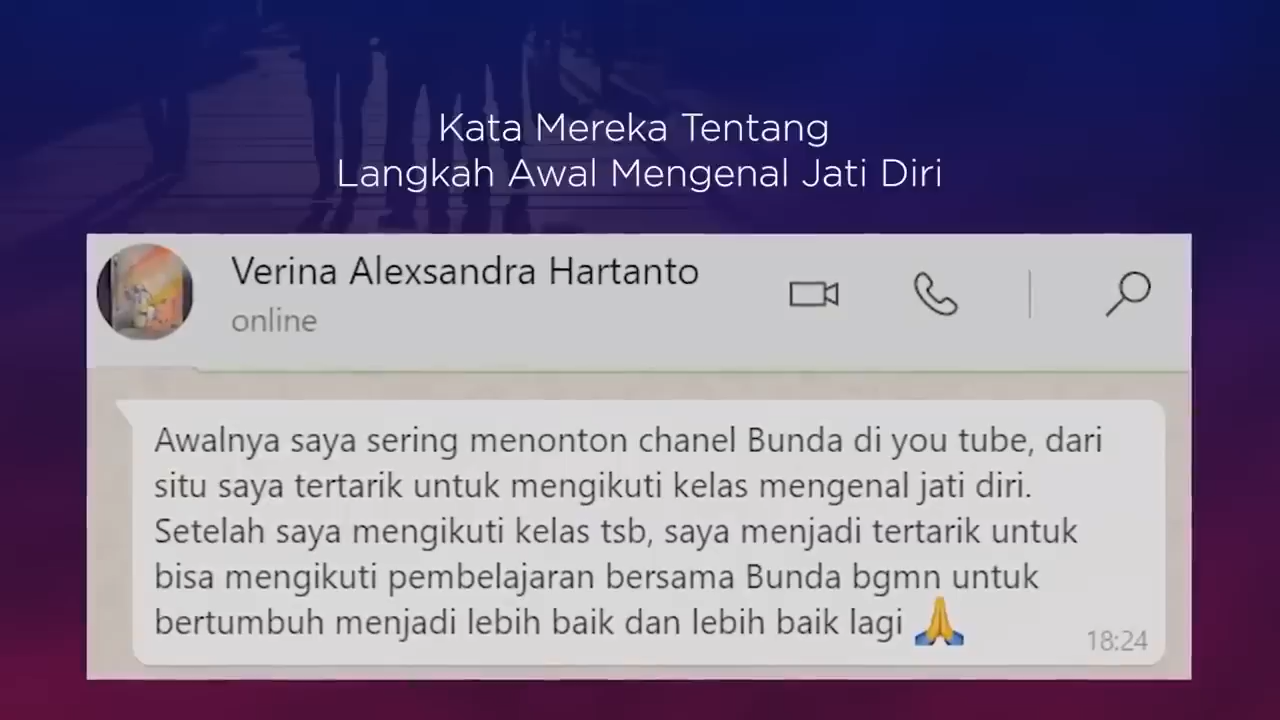 Kata Mereka Tentang
Langkah Awal Mengenal Jati Diri
Verina Alexsandra Hartanto
online
Awalnya saya sering menonton chanel Bunda di you tube, dari
situ saya tertarik untuk mengikuti kelas mengenal jati diri.
Setelah saya mengikuti kelas tsb, saya menjadi tertarik untuk
bisa mengikuti pembelajaran bersama Bunda bgmn untuk
bertumbuh menjadi lebih baik dan lebih baik lagi 🙏
18:24